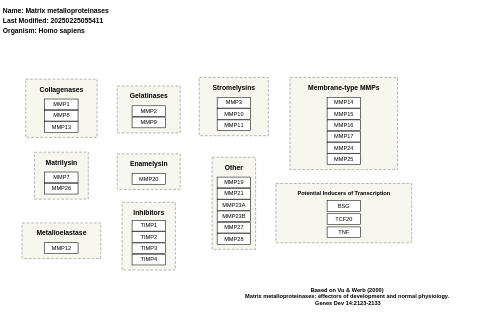 Name: Matrix metalloproteinases
Last Modified: 20250225055411
Organism: Homo sapiens
Collagenases
MMP1
MMP8
MMP13
Gelatinases
MMP2
MMP9
Stromelysins
MMP3
MMP10
MMP11
Membrane-type MMPs
MMP14
MMP15
MMP16
MMP17
MMP24
MMP25
Matrilysin
MMP7
MMP26
Enamelysin
MMP20
Other
MMP19
MMP21
MMP23A
MMP23B
MMP27
MMP28
Potential Inducers of Transcription
BSG
TCF20
TNF
Metalloelastase
MMP12
Inhibitors
TIMP1
TIMP2
TIMP3
TIMP4
Based on Vu & Werb (2000)
Matrix metalloproteinases: effectors of development and normal physiology.
Genes Dev 14:2123-2133